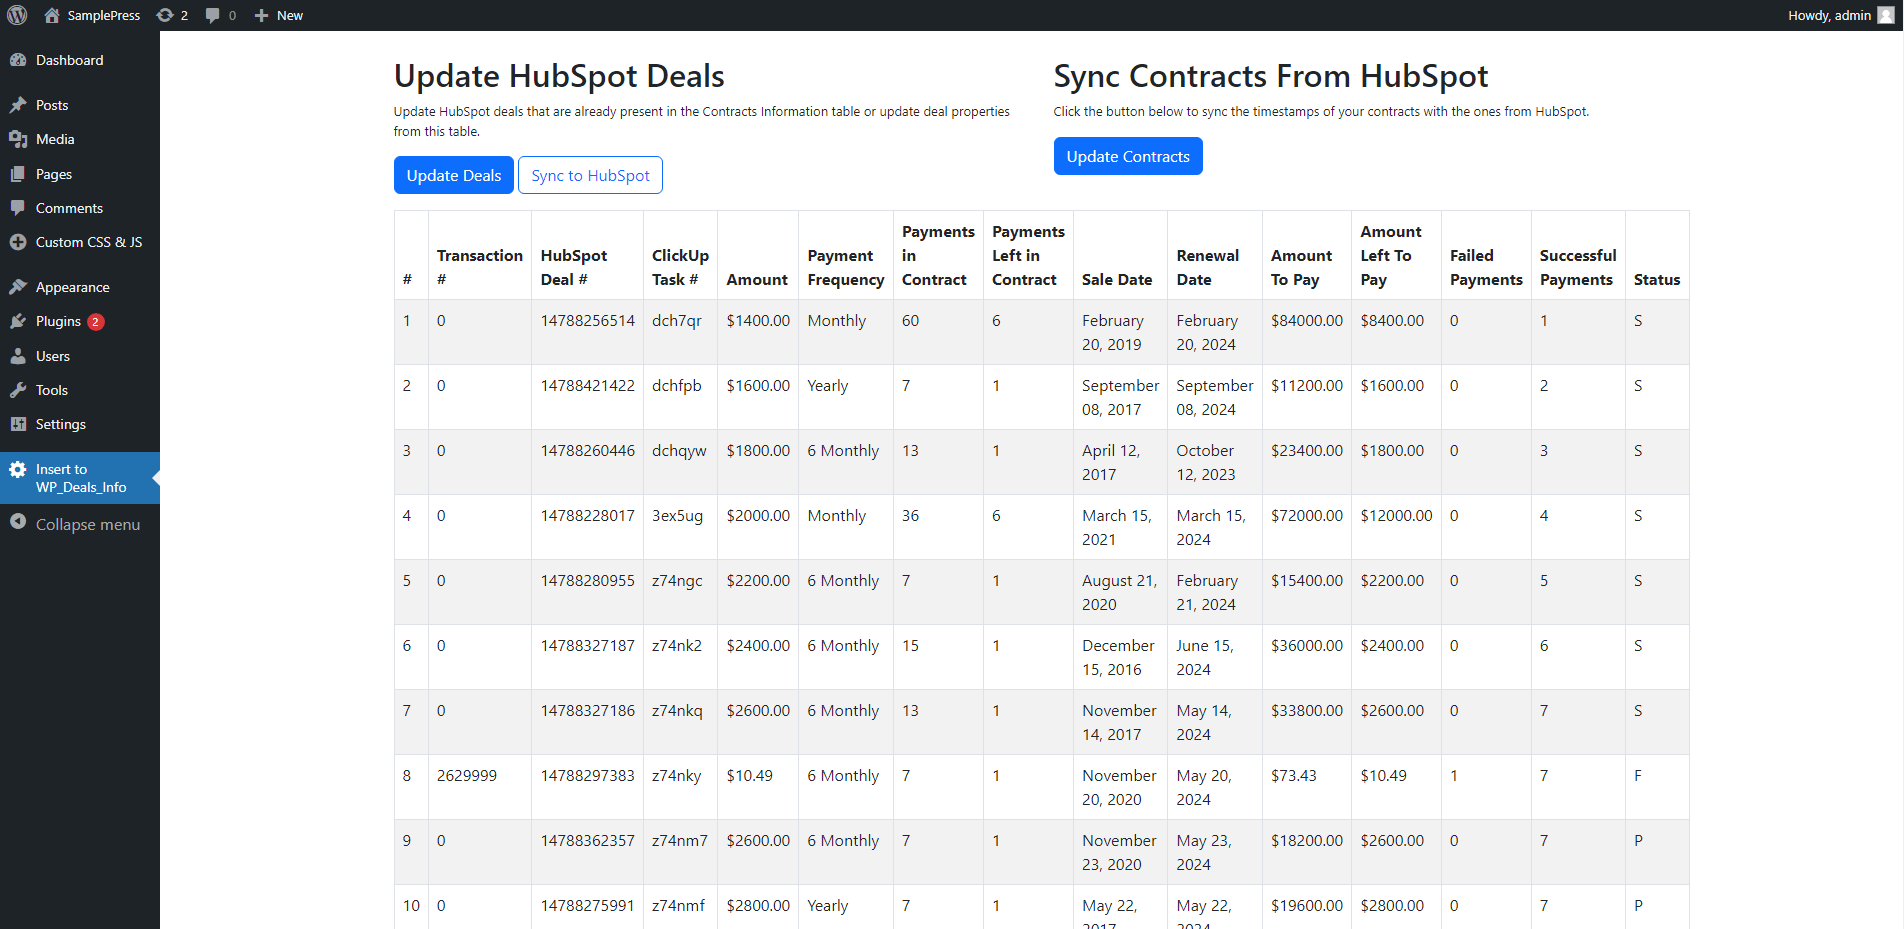 SamplePress 2 0 New Howdy, admin
Dashboard
Posts
Media
Pages
Comments
Custom CSS & JS
Appearance
Plugins 2
Users
Tools
Settings
Insert to
WP_Deals_Info
Collapse menu
Update HubSpot Deals
Update HubSpot deals that are already present in the Contracts Information table or update deal properties
from this table.
Update Deals Sync to HubSpot
Sync Contracts From HubSpot
Click the button below to sync the timestamps of your contracts with the ones from HubSpot.
Update Contracts
# Transaction # HubSpot Deal # ClickUp Task # Amount Payment Frequency Payments in Contract Payments Left in Contract Sale Date Renewal Date Amount To Pay Amount Left To Pay Failed Payments Successful Payments Status
1 0 14788256514 dch7qr $1400.00 Monthly 60 6 February 20, 2019 February 20, 2024 $84000.00 $8400.00 0 1 S
2 0 14788421422 dchfpb $1600.00 Yearly 7 1 September 08, 2017 September 08, 2024 $11200.00 $1600.00 0 2 S
3 0 14788260446 dchqyw $1800.00 6 Monthly 13 1 April 12, 2017 October 12, 2023 $23400.00 $1800.00 0 3 S
4 0 14788228017 3ex5ug $2000.00 Monthly 36 6 March 15, 2021 March 15, 2024 $72000.00 $12000.00 0 4 S
5 0 14788280955 z74ngc $2200.00 6 Monthly 7 1 August 21, 2020 February 21, 2024 $15400.00 $2200.00 0 5 S
6 0 14788327187 z74nk2 $2400.00 6 Monthly 15 1 December 15, 2016 June 15, 2024 $36000.00 $2400.00 0 6 S
7 0 14788327186 z74nkq $2600.00 6 Monthly 13 1 November 14, 2017 May 14, 2024 $33800.00 $2600.00 0 7 S
8 2629999 14788297383 z74nky $10.49 6 Monthly 7 1 November 20, 2020 May 20, 2024 $73.43 $10.49 1 7 F
9 0 14788362357 z74nm7 $2600.00 6 Monthly 7 1 November 23, 2020 May 23, 2024 $18200.00 $2600.00 0 7 P
10 0 14788275991 z74nmf $2800.00 Yearly 7 1 May 22, 2017 May 22, 2024 $19600.00 $2800.00 0 7 P